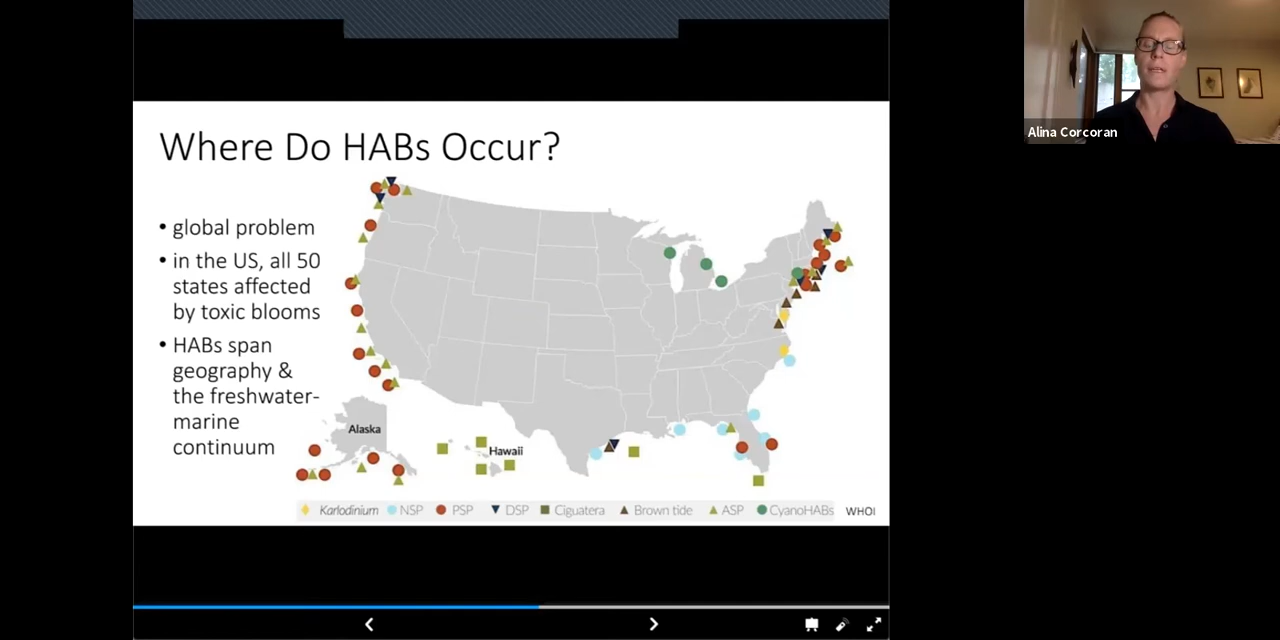 Where Do HABs Occur?
• global problem
• in the US, all 50
states affected
by toxic blooms
• HABs span
geography &
the freshwater-
marine
continuum
Alaska
Hawaii
Karlodinium NSP PSP DSP Ciguatera Brown tide ASP CyanoHABs WHOI
Alina Corcoran